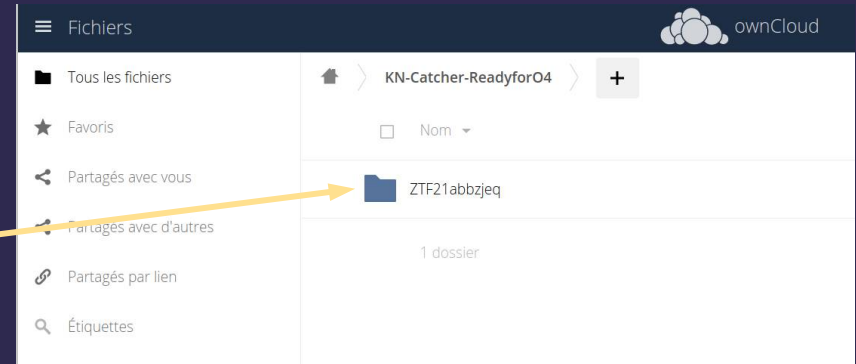 Fichiers
ownCloud
Tous les fichiers
KN-Catcher-ReadyforO4
+
Favoris
Nom
Partagés avec vous
ZTF21abbzjeq
Partagés avec d'autres
1 dossier
Partagés par lien
Étiquettes